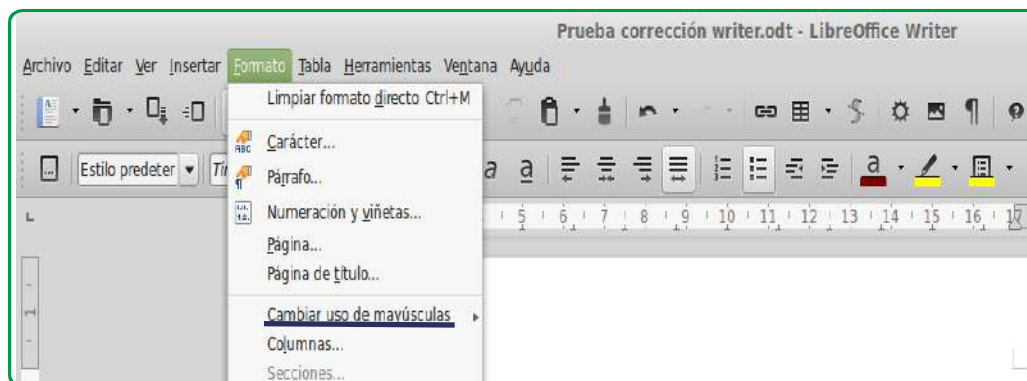 Prueba corrección writer.odt - LibreOffice Writer
Archivo Editar Ver Insertar Formato Tabla Herramientas Ventana Ayuda
Limpiar formato directo Ctrl+M
Carácter...
Estilo predeter
Párrafo...
Numeración y viñetas...
5 6 7 8 9 10 11 12 13 14 15 16 17
Página...
Página de título...
Cambiar uso de mayúsculas
1
Columnas...
Secciones...